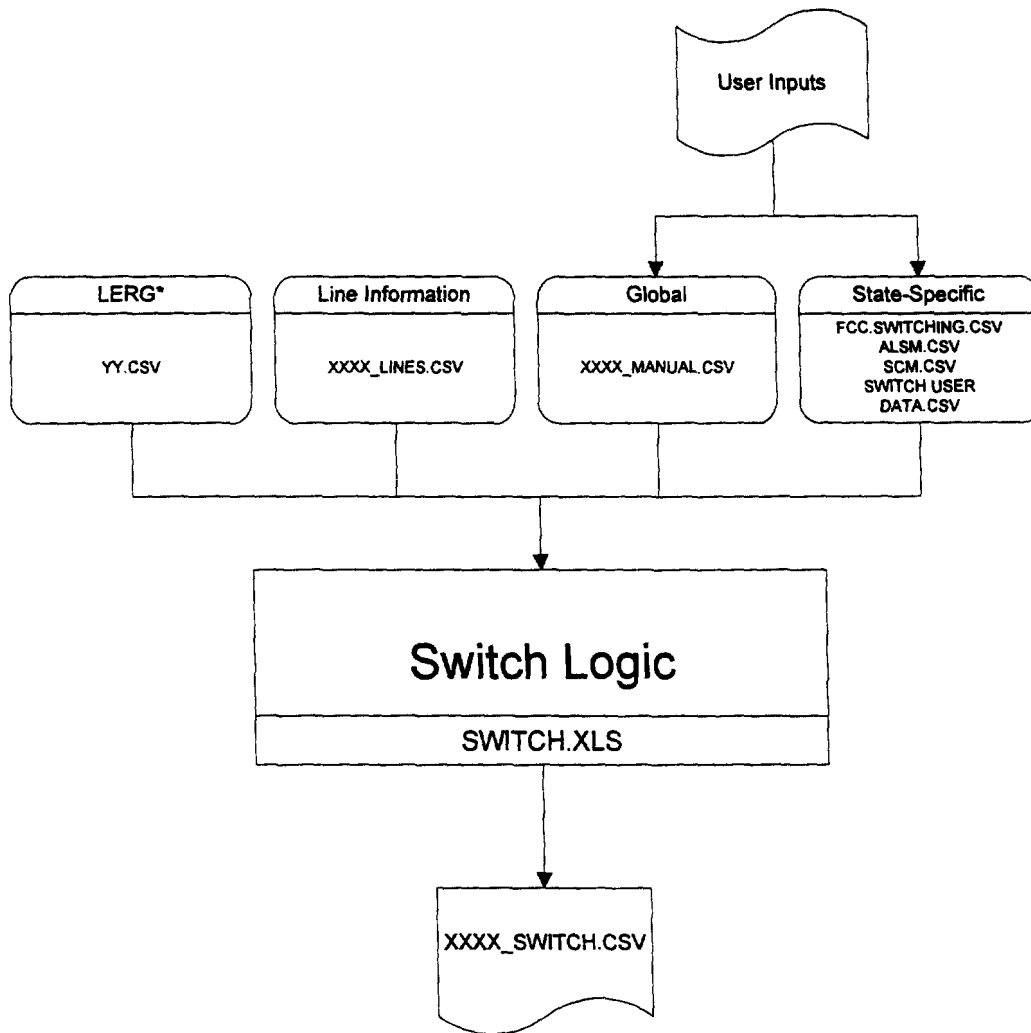 User Inputs
LERG*
YY.CSV
Line Information
XXXX_LINES.CSV
Global
XXXX_MANUAL.CSV
State-Specific
FCC.SWITCHING.CSV
ALSM.CSV
SCM.CSV
SWITCH USER
DATA.CSV
Switch Logic
SWITCH.XLS
XXXX_SWITCH.CSV